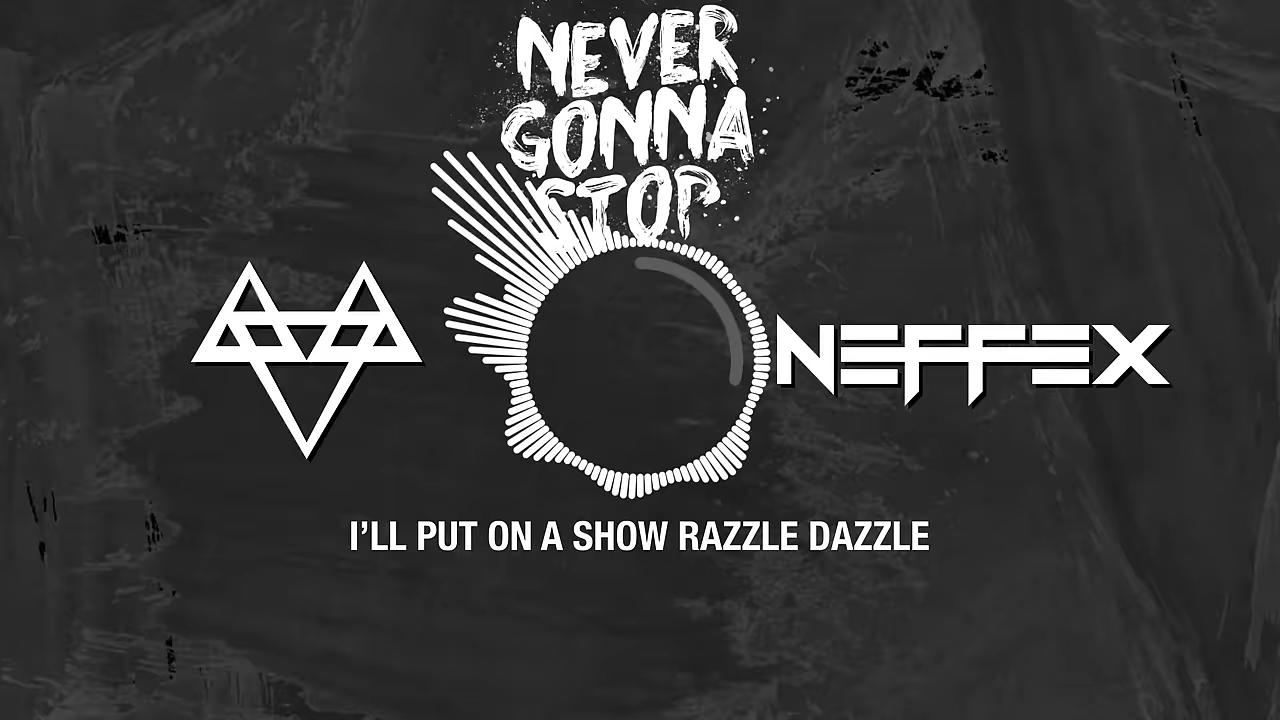 NEVER
GONNA
STOP
NEFFEX
I'LL PUT ON A SHOW RAZZLE DAZZLE